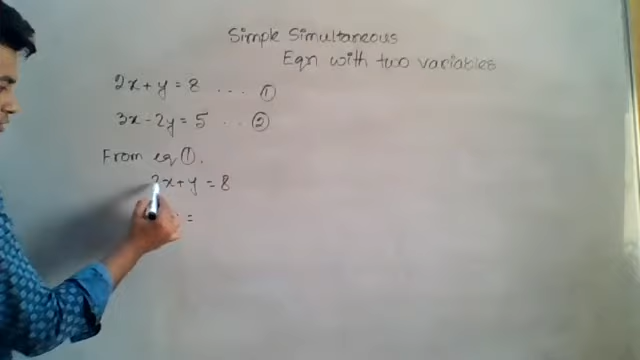 Simple Simultaneous
Eqn with two variables
2x + y = 8 ... ①
3x - 2y = 5 .. ②
From eq ①.
2x + y = 8
=